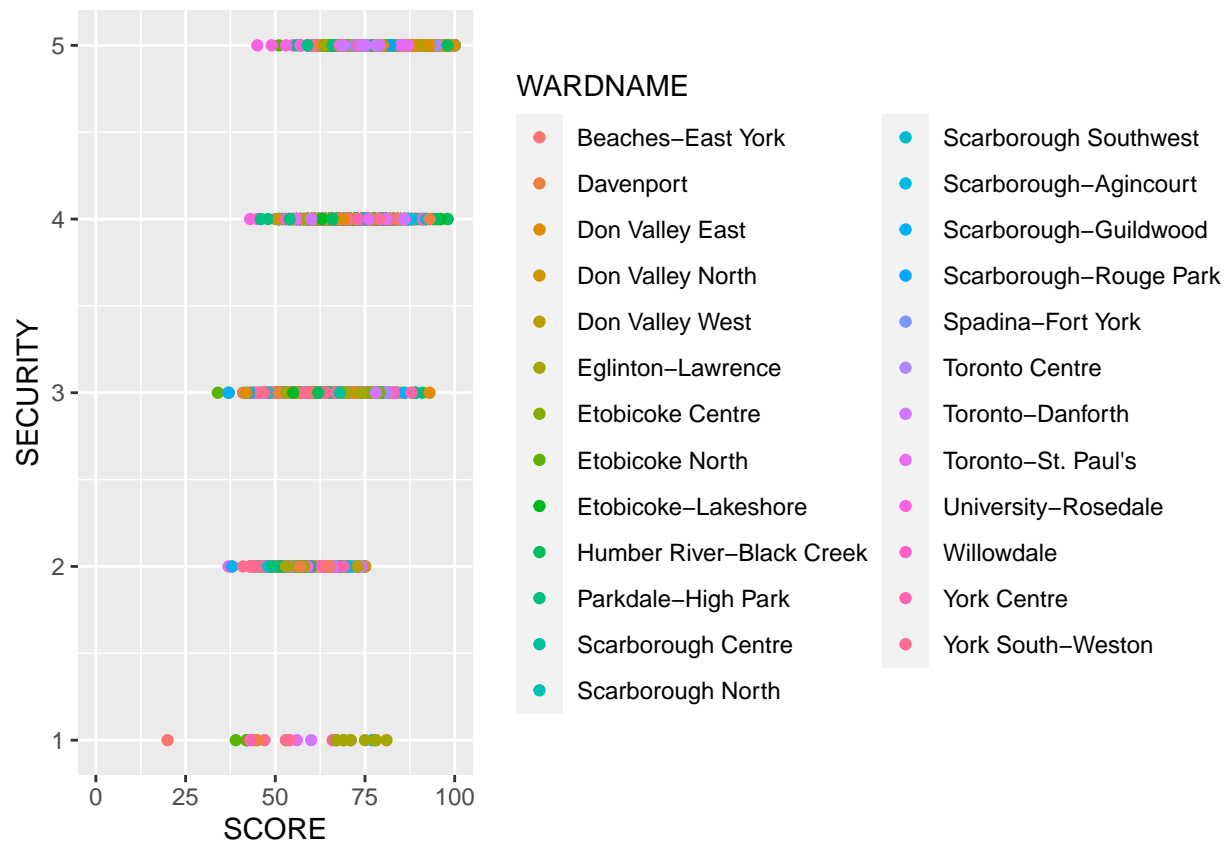 5
4
3
2
1
SECURITY
0 25 50 75 100
SCORE
WARDNAME
Beaches−East York
Davenport
Don Valley East
Don Valley North
Don Valley West
Eglinton−Lawrence
Etobicoke Centre
Etobicoke North
Etobicoke−Lakeshore
Humber River−Black Creek
Parkdale−High Park
Scarborough Centre
Scarborough North
Scarborough Southwest
Scarborough−Agincourt
Scarborough−Guildwood
Scarborough−Rouge Park
Spadina−Fort York
Toronto Centre
Toronto−Danforth
Toronto−St. Paul's
University−Rosedale
Willowdale
York Centre
York South−Weston